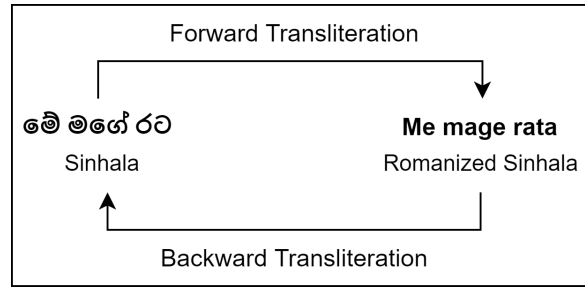 Forward Transliteration
මේ මගේ රට
Sinhala
Me mage rata
Romanized Sinhala
Backward Transliteration